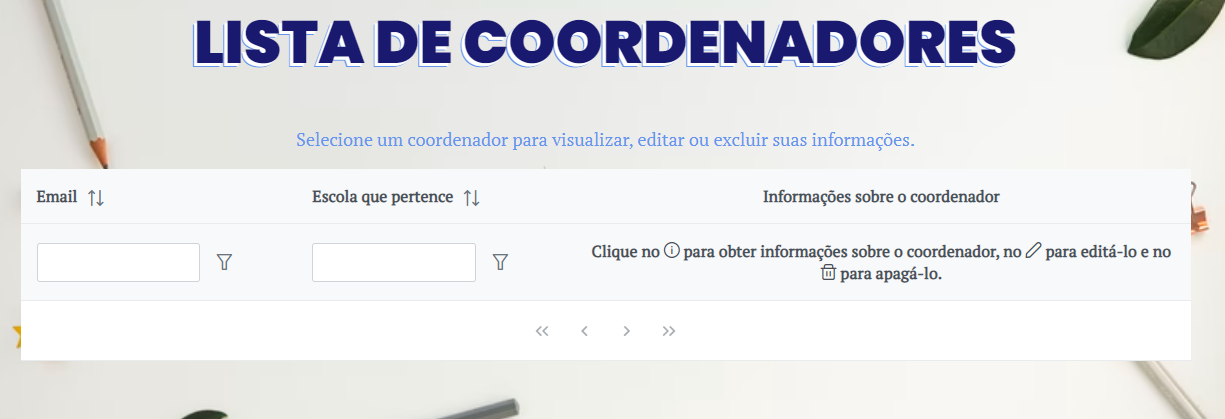 LISTA DE COORDENADORES
Selecione um coordenador para visualizar, editar ou excluir suas informações.
Email
Escola que pertence
Informações sobre o coordenador
Clique no para obter informações sobre o coordenador, no para editá-lo e no
para apagá-lo.